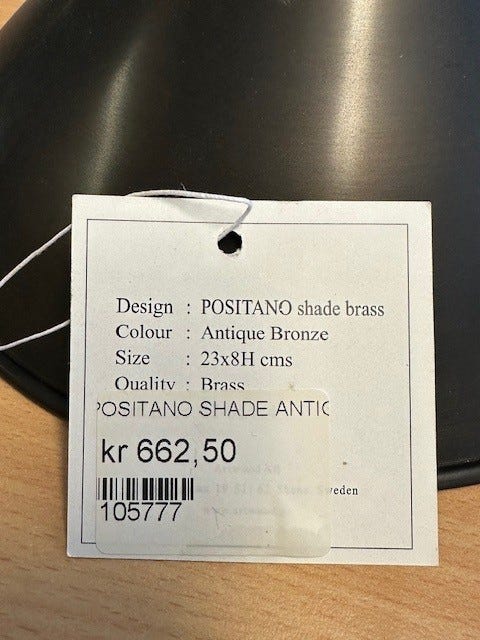 Design : POSITANO shade brass
Colour : Antique Bronze
Size : 23x8H cms
Quality : Brass
POSITANO SHADE ANTIC
kr 662,50
Sweden
105777